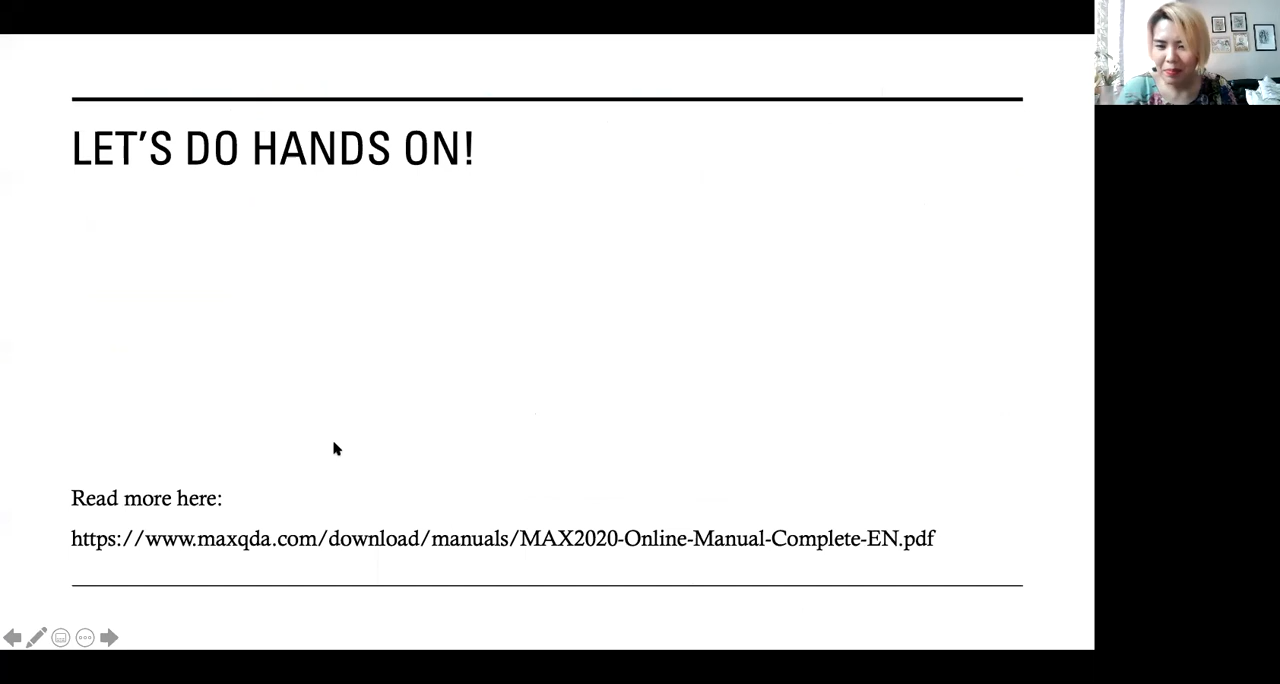 LET'S DO HANDS ON!
Read more here:
https://www.maxqda.com/download/manuals/MAX2020-Online-Manual-Complete-EN.pdf